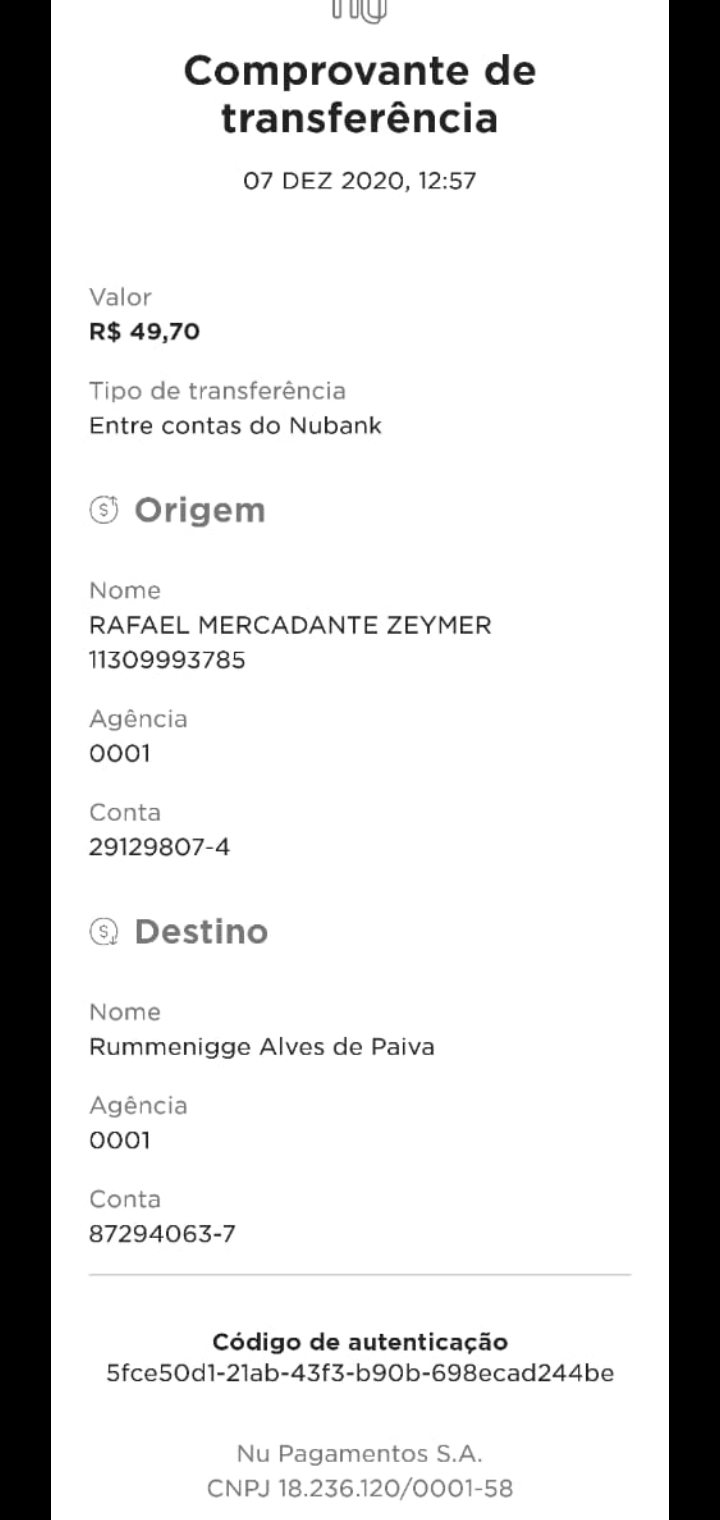 nu
Comprovante de
transferência
07 DEZ 2020, 12:57
Valor
R$ 49,70
Tipo de transferência
Entre contas do Nubank
Origem
Nome
RAFAEL MERCADANTE ZEYMER
11309993785
Agência
0001
Conta
29129807-4
Destino
Nome
Rummenigge Alves de Paiva
Agência
0001
Conta
87294063-7
Código de autenticação
5fce50d1-21ab-43f3-b90b-698ecad244be
Nu Pagamentos S.A.
CNPJ 18.236.120/0001-58